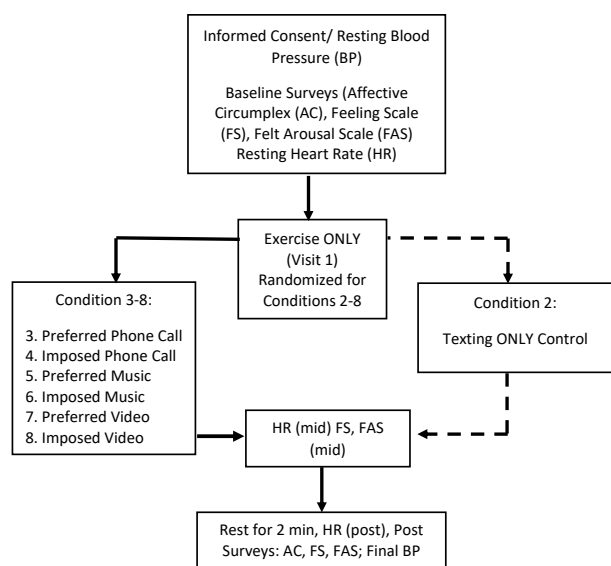 Informed Consent/ Resting Blood
Pressure (BP)
Baseline Surveys (Affective
Circumplex (AC), Feeling Scale
(FS), Felt Arousal Scale (FAS)
Resting Heart Rate (HR)
Exercise ONLY
(Visit 1)
Randomized for
Conditions 2-8
Condition 3-8:
3. Preferred Phone Call
4. Imposed Phone Call
5. Preferred Music
6. Imposed Music
7. Preferred Video
8. Imposed Video
Condition 2:
Texting ONLY Control
HR (mid) FS, FAS
(mid)
Rest for 2 min, HR (post), Post
Surveys: AC, FS, FAS; Final BP